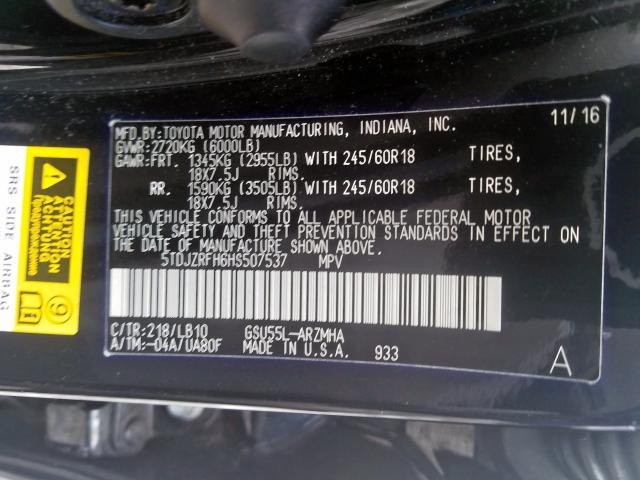 MFD.BY:TOYOTA MOTOR MANUFACTURING, INDIANA, INC. 11/16
GVWR:2720KG (6000LB)
GAWR:FRT. 1345KG (2955LB) WITH 245/60R18 TIRES,
18X7.5J RIMS.
RR. 1590KG (3505LB) WITH 245/60R18 TIRES,
18X7.5J RIMS.
THIS VEHICLE CONFORMS TO ALL APPLICABLE FEDERAL MOTOR
VEHICLE SAFETY AND THEFT PREVENTION STANDARDS IN EFFECT ON
THE DATE OF MANUFACTURE SHOWN ABOVE.
5TDJZRFH6HS507537 MPV
C/TR:218/LB10 GSU55L-ARZMHA
A/TM:-04A/UA80F MADE IN U.S.A. 933
A
SRS SIDE AIRBAG
CAUTION